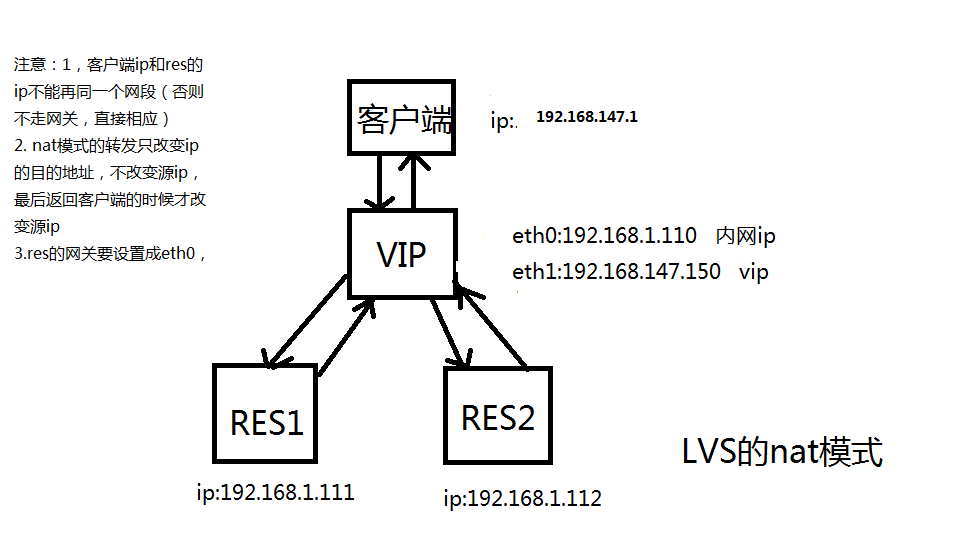 注意：1，客户端ip和res的
ip不能再同一个网段（否则
不走网关，直接相应）
2. nat模式的转发只改变ip
的目的地址，不改变源ip，
最后返回客户端的时候才改
变源ip
3.res的网关要设置成eth0，
客户端
ip:. 192.168.147.1
VIP
eth0:192.168.1.110 内网ip
eth1:192.168.147.150 vip
RES1
RES2
LVS的nat模式
ip:192.168.1.111
ip:192.168.1.112